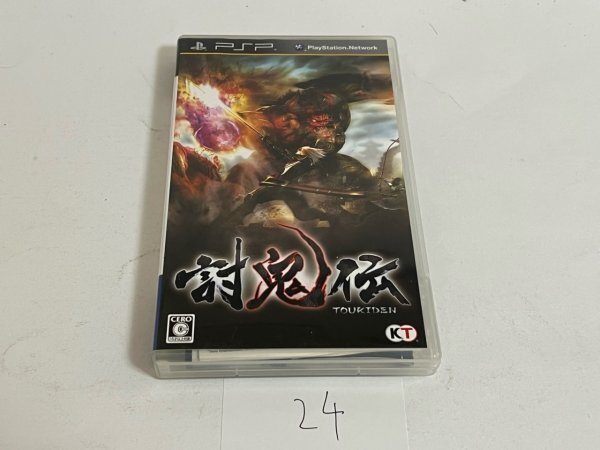 PSP PlayStation Network
討鬼伝
TOUKIDEN
CERO
C
KT
24